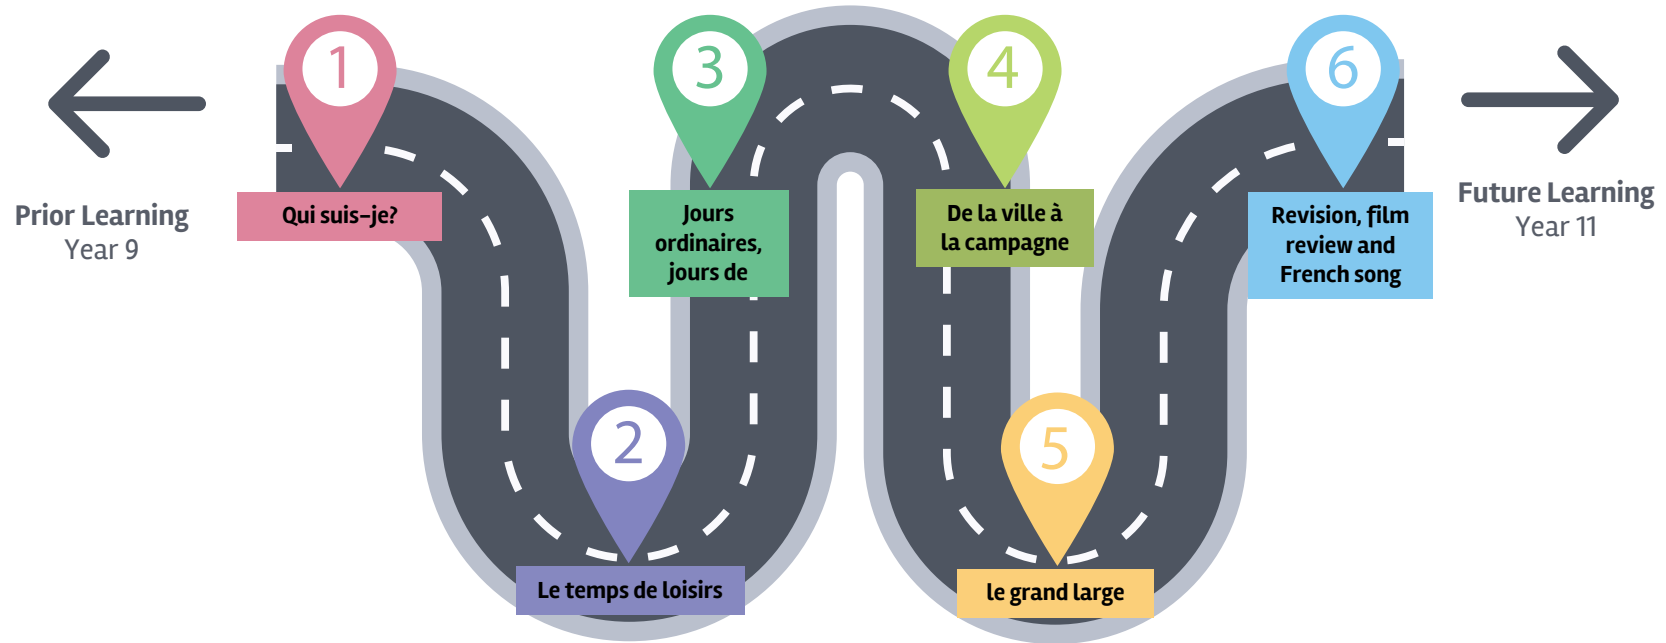 Prior Learning
Year 9
1
Qui suis-je?
2
Le temps de loisirs
3
Jours
ordinaires,
jours de
4
De la ville à
la campagne
5
le grand large
6
Revision, film
review and
French song
Future Learning
Year 11